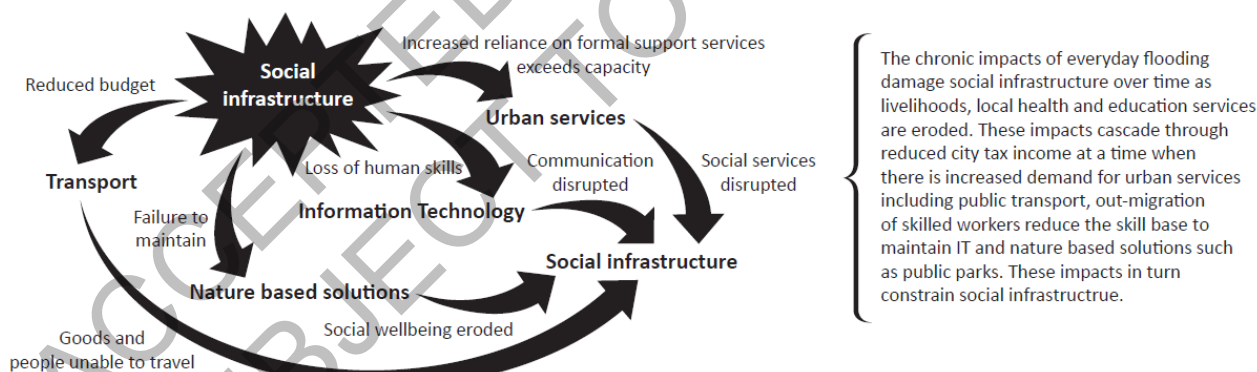 Increased reliance on formal support services
exceeds capacity
Social
infrastructure
Reduced budget
Urban services
Transport
Loss of human skills
Communication
disrupted
Social services
disrupted
Failure to
maintain
Information Technology
Social infrastructure
Nature based solutions
Social wellbeing eroded
Goods and
people unable to travel
The chronic impacts of everyday flooding
damage social infrastructure over time as
livelihoods, local health and education services
are eroded. These impacts cascade through
reduced city tax income at a time when
there is increased demand for urban services
including public transport, out-migration
of skilled workers reduce the skill base to
maintain IT and nature based solutions such
as public parks. These impacts in turn
constrain social infrastructrue.
ACCEPTE
SUBJECT TO